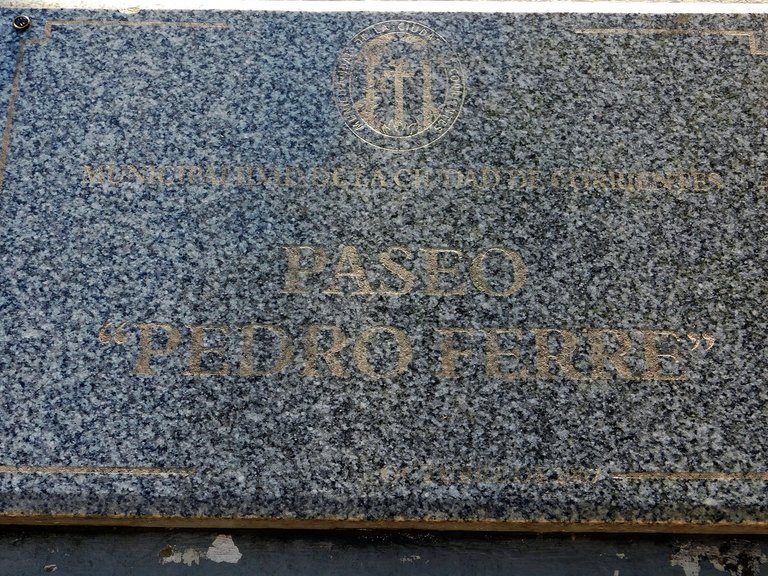 MUNICIPALIDAD DE LA CIUDAD DE CORRIENTES
PASEO
“PEDRO FERRE”